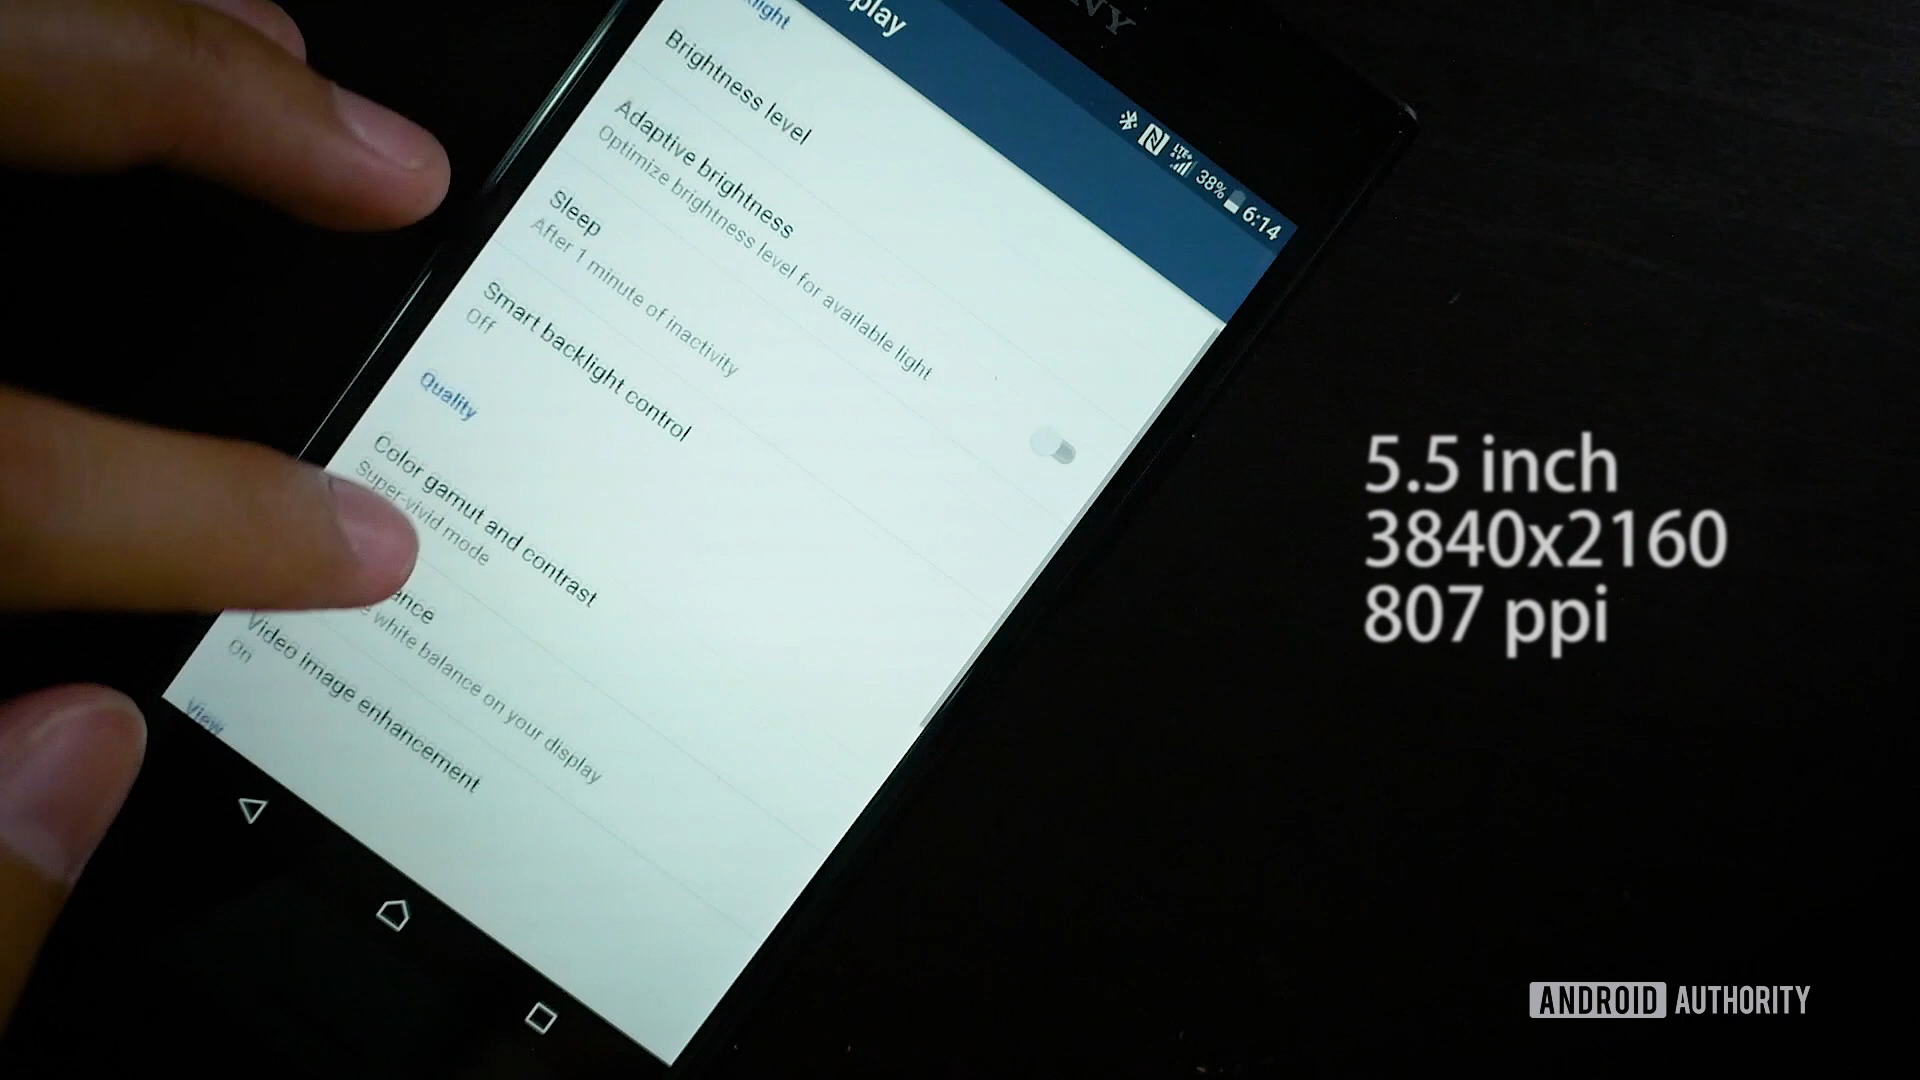 Brightness level
Adaptive brightness
Optimize brightness level for available light
Sleep
After 1 minute of inactivity
Smart backlight control
Off
Quality
Color gamut and contrast
Super-vivid mode
white balance on your display
Video image enhancement
On
View
LTE+
38%
6:14
5.5 inch
3840x2160
807 ppi
ANDROID AUTHORITY